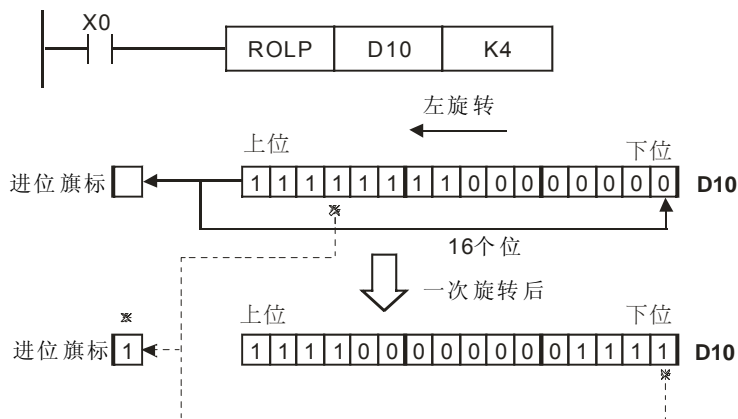 X0
ROLP D10 K4
左旋转
上位 下位
进位旗标 1 1 1 1 1 1 1 1 0 0 0 0 0 0 0 0 D10
※
16个位
一次旋转后
※ 上位 下位
进位旗标 1 1 1 1 1 0 0 0 0 0 0 0 0 1 1 1 1 D10
※